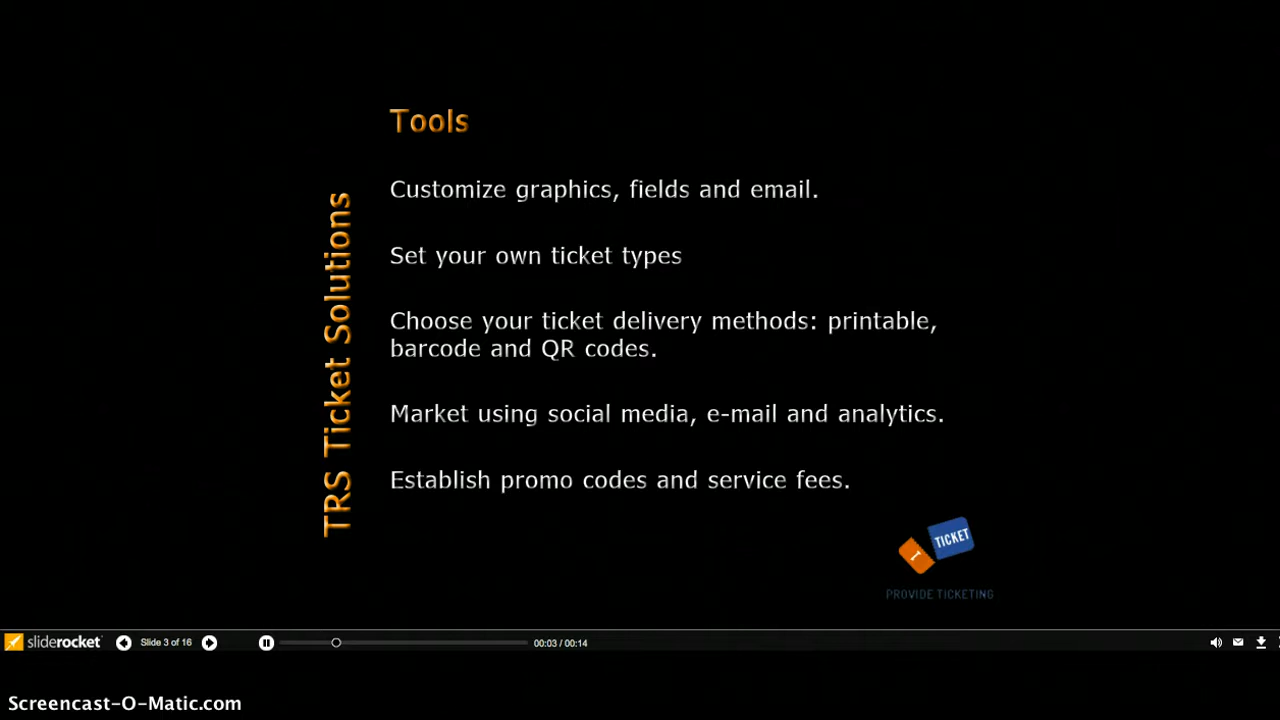 Tools
Customize graphics, fields and email.
Set your own ticket types
Choose your ticket delivery methods: printable,
barcode and QR codes.
Market using social media, e-mail and analytics.
Establish promo codes and service fees.
TRS Ticket Solutions
I TICKET
PROVIDE TICKETING
sliderocket
Slide 3 of 16
00:03 / 00:14
Screencast-O-Matic.com